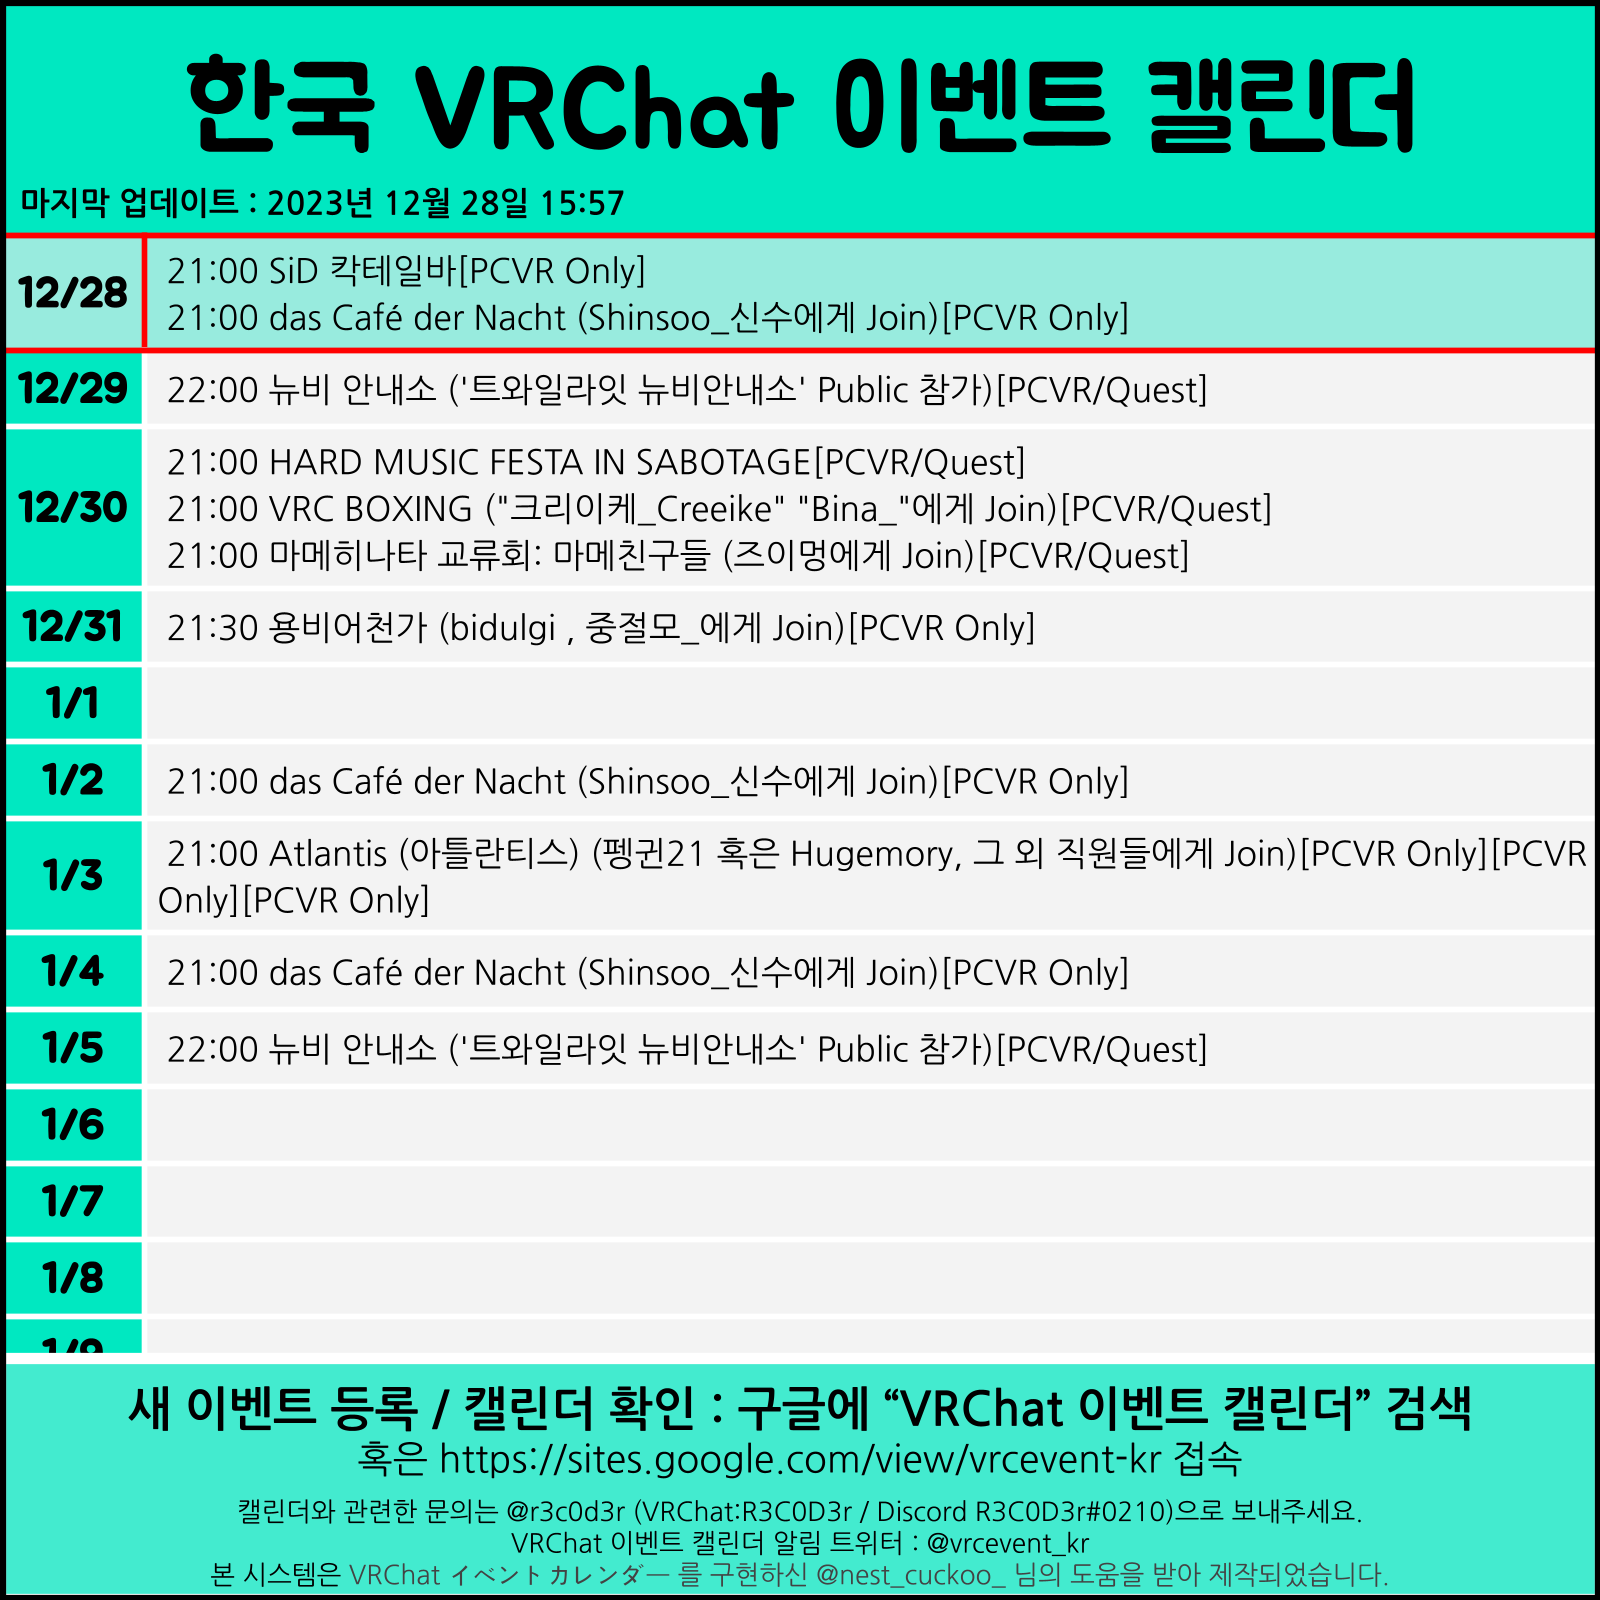 한국 VRChat 이벤트 캘린더
마지막 업데이트 : 2023년 12월 28일 15:57
12/28
21:00 SiD 칵테일바[PCVR Only]
21:00 das Café der Nacht (Shinsoo_신수에게 Join)[PCVR Only]
12/29
22:00 뉴비 안내소 ('트와일라잇 뉴비안내소' Public 참가)[PCVR/Quest]
12/30
21:00 HARD MUSIC FESTA IN SABOTAGE[PCVR/Quest]
21:00 VRC BOXING ("크리이케_Creeike" "Bina_"에게 Join)[PCVR/Quest]
21:00 마메히나타 교류회: 마메친구들 (즈이멍에게 Join)[PCVR/Quest]
12/31
21:30 용비어천가 (bidulgi , 중절모_에게 Join)[PCVR Only]
1/1
1/2
21:00 das Café der Nacht (Shinsoo_신수에게 Join)[PCVR Only]
1/3
21:00 Atlantis (아틀란티스) (펭귄21 혹은 Hugemory, 그 외 직원들에게 Join)[PCVR Only][PCVR
Only][PCVR Only]
1/4
21:00 das Café der Nacht (Shinsoo_신수에게 Join)[PCVR Only]
1/5
22:00 뉴비 안내소 ('트와일라잇 뉴비안내소' Public 참가)[PCVR/Quest]
1/6
1/7
1/8
1/9
새 이벤트 등록 / 캘린더 확인 : 구글에 “VRChat 이벤트 캘린더” 검색
혹은 https://sites.google.com/view/vrcevent-kr 접속
캘린더와 관련한 문의는 @r3c0d3r (VRChat:R3C0D3r / Discord R3C0D3r#0210)으로 보내주세요.
VRChat 이벤트 캘린더 알림 트위터 : @vrcevent_kr
본 시스템은 VRChat イベントカレンダー 를 구현하신 @nest_cuckoo_ 님의 도움을 받아 제작되었습니다.